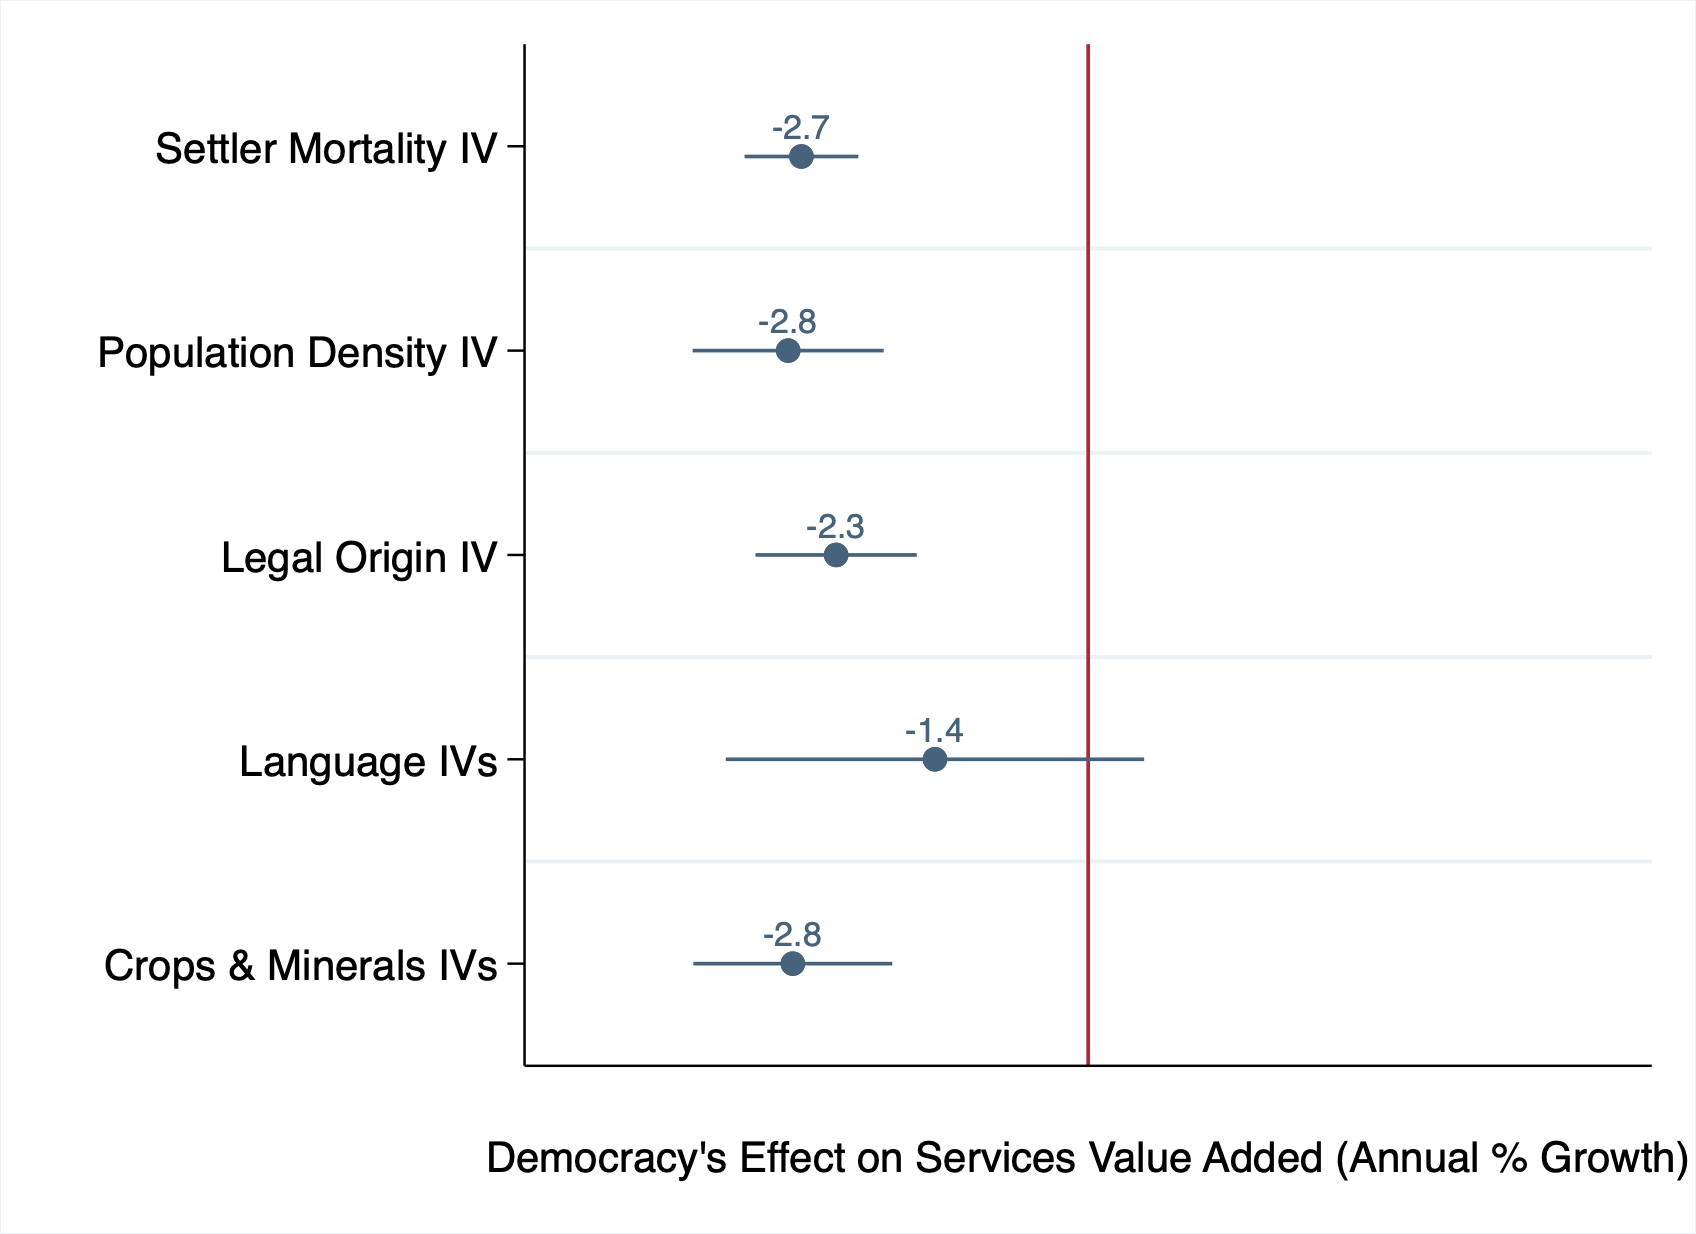 Settler Mortality IV
-2.7
Population Density IV
-2.8
Legal Origin IV
-2.3
Language IVs
-1.4
Crops & Minerals IVs
-2.8
Democracy's Effect on Services Value Added (Annual % Growth)